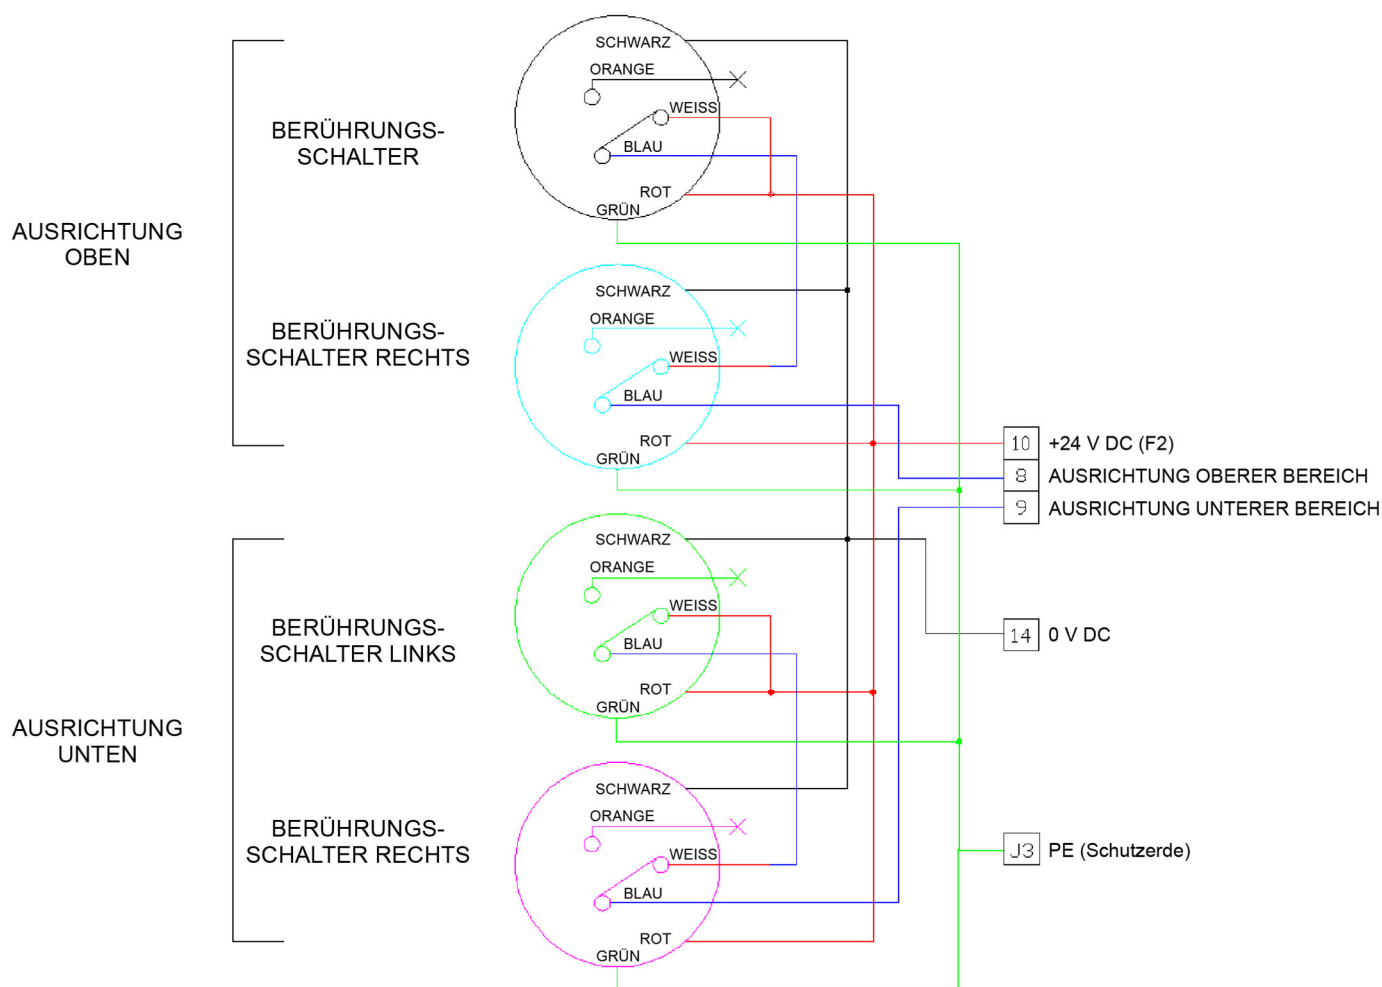 SCHWARZ
ORANGE
WEISS
BLAU
ROT
GRÜN
BERÜHRUNGS-
SCHALTER
AUSRICHTUNG
OBEN
SCHWARZ
ORANGE
WEISS
BLAU
ROT
GRÜN
BERÜHRUNGS-
SCHALTER RECHTS
10 +24 V DC (F2)
8 AUSRICHTUNG OBERER BEREICH
9 AUSRICHTUNG UNTERER BEREICH
SCHWARZ
ORANGE
WEISS
BLAU
ROT
GRÜN
BERÜHRUNGS-
SCHALTER LINKS
14 0 V DC
AUSRICHTUNG
UNTEN
SCHWARZ
ORANGE
WEISS
BLAU
ROT
GRÜN
BERÜHRUNGS-
SCHALTER RECHTS
J3 PE (Schutzerde)